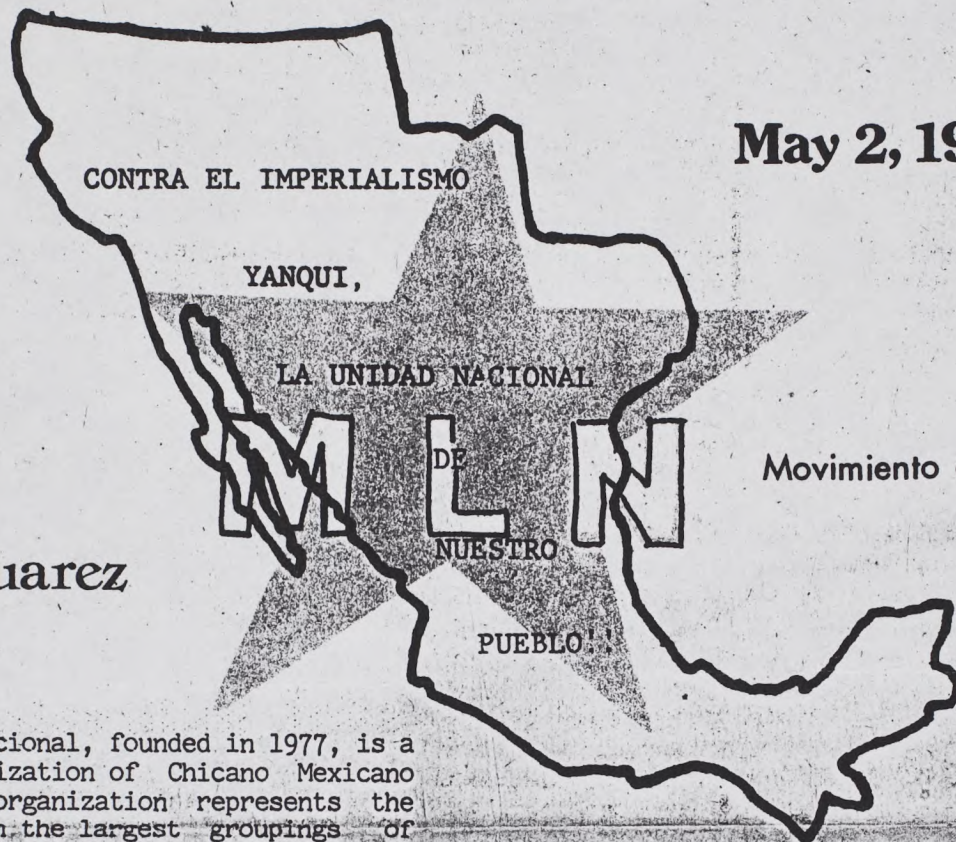 May 2, 19
CONTRA EL IMPERIALISMO
YANQUI,
LA UNIDAD NACIONAL
M L N
DE
Movimiento
NUESTRO
uarez
PUEBLO!!
cional, founded in 1977, is a
ization of Chicano Mexicano
organization represents the
the largest groupings of